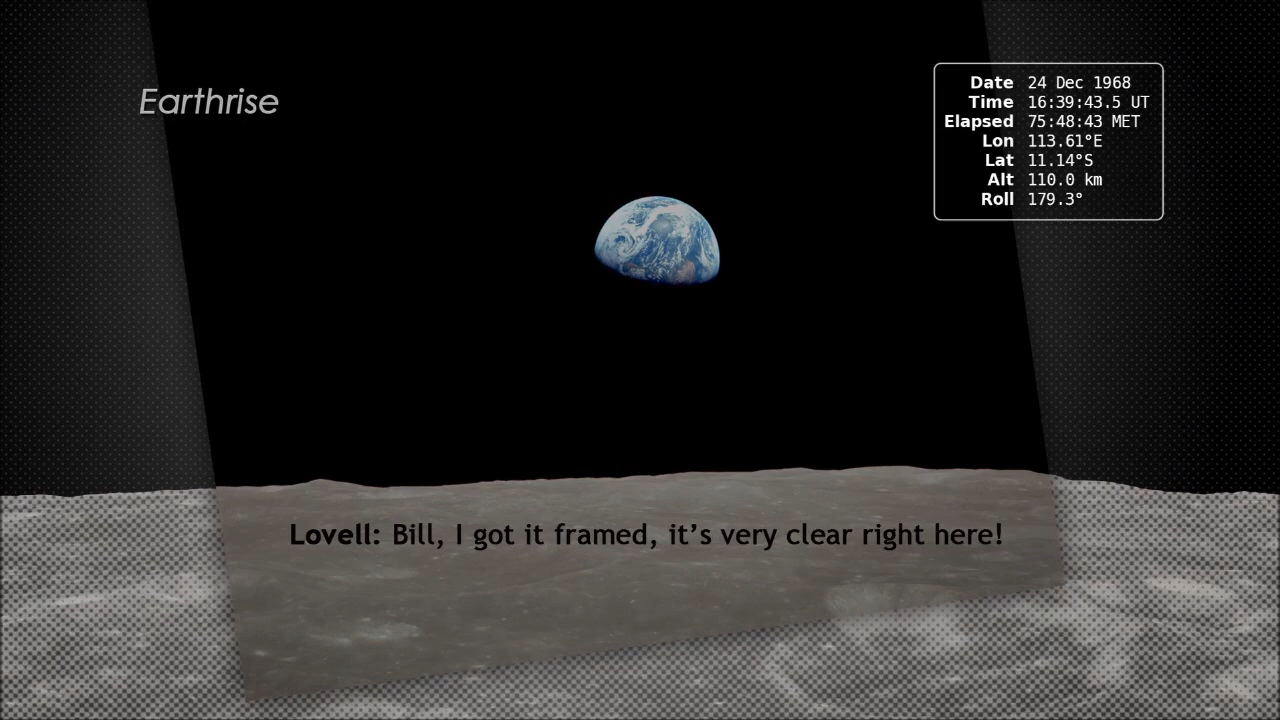 Earthrise
Date 24 Dec 1968
Time 16:39:43.5 UT
Elapsed 75:48:43 MET
Lon 113.61°E
Lat 11.14°S
Alt 110.0 km
Roll 179.3°
Lovell: Bill, I got it framed, it’s very clear right here!